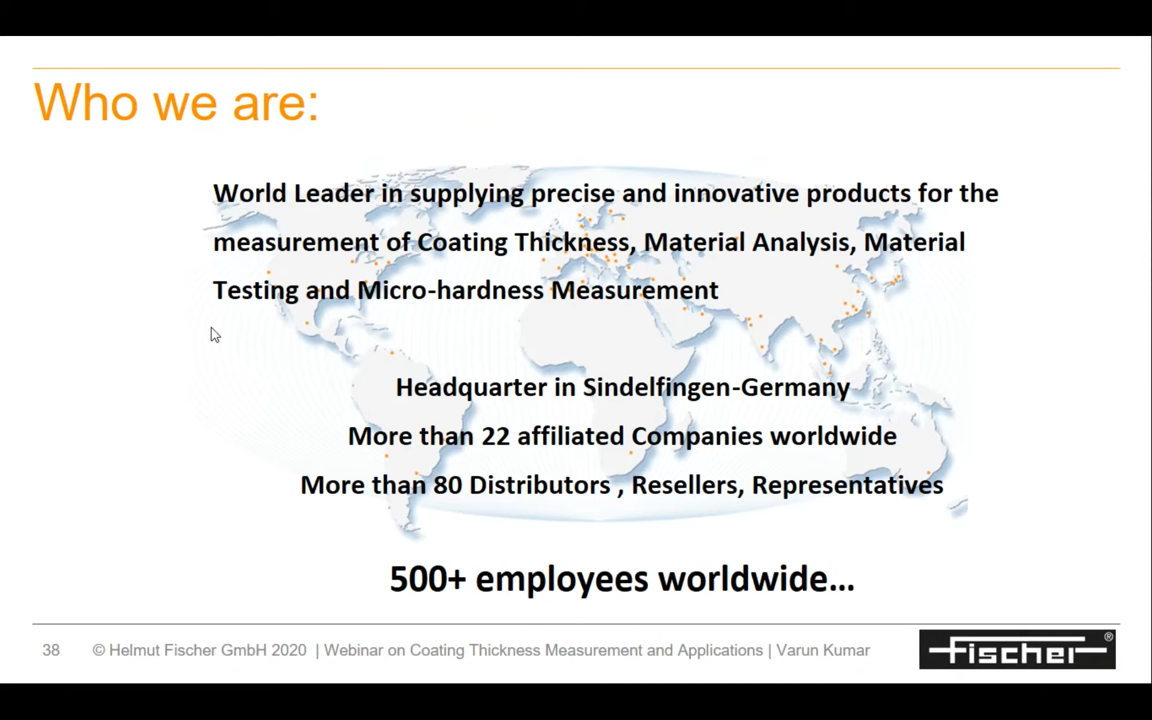 Who we are:
World Leader in supplying precise and innovative products for the
measurement of Coating Thickness, Material Analysis, Material
Testing and Micro-hardness Measurement
Headquarter in Sindelfingen-Germany
More than 22 affiliated Companies worldwide
More than 80 Distributors , Resellers, Representatives
500+ employees worldwide...
38 © Helmut Fischer GmbH 2020 | Webinar on Coating Thickness Measurement and Applications | Varun Kumar
fischer®